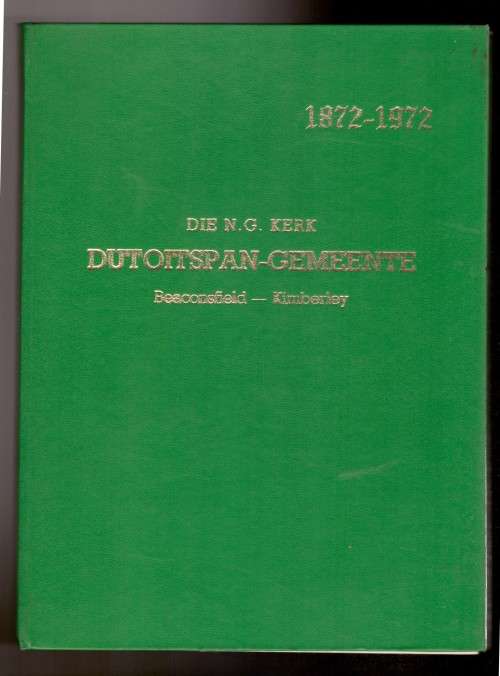 1872-1972
DIE N.G. KERK
DUTOITSPAN-GEMEENTE
Beaconsfield — Kimberley